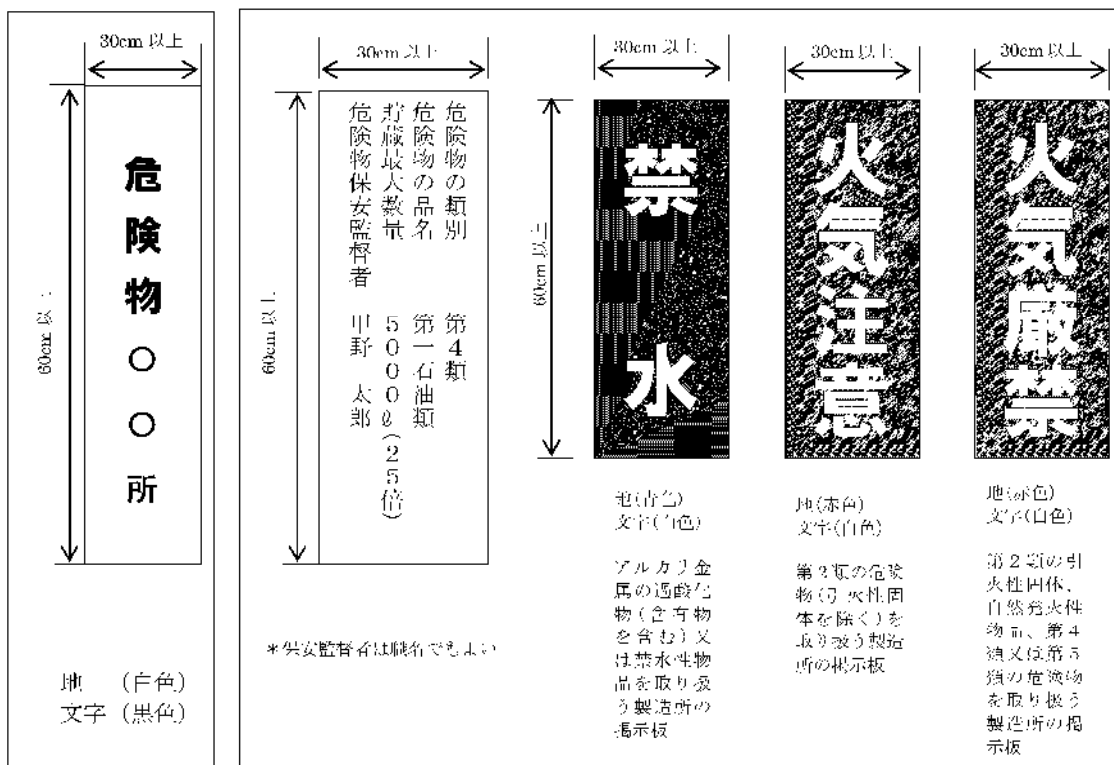 30cm 以上
60cm 以上
危険物○○所
地 (白色)
文字 (黒色)
30cm 以上
60cm 以上
危険物の類別 第4類
危険物の品名 第一石油類
貯蔵最大数量 5000ℓ(25倍)
危険物保安監督者 甲野 太郎
*保安監督者は職名でもよい
30cm 以上
60cm 以上
禁水
地(青色)
文字(白色)
アルカリ金
属の過酸化
物(含有物
を含む)又
は禁水性物
品を取り扱
う製造所の
掲示板
30cm 以上
火気注意
地(赤色)
文字(白色)
第2類の危険
物(引火性固
体を除く)を
取り扱う製造
所の掲示板
30cm 以上
火気厳禁
地(赤色)
文字(白色)
第2類の引
火性固体、
自然発火性
物品、第4
類又は第5
類の危険物
を取り扱う
製造所の掲
示板